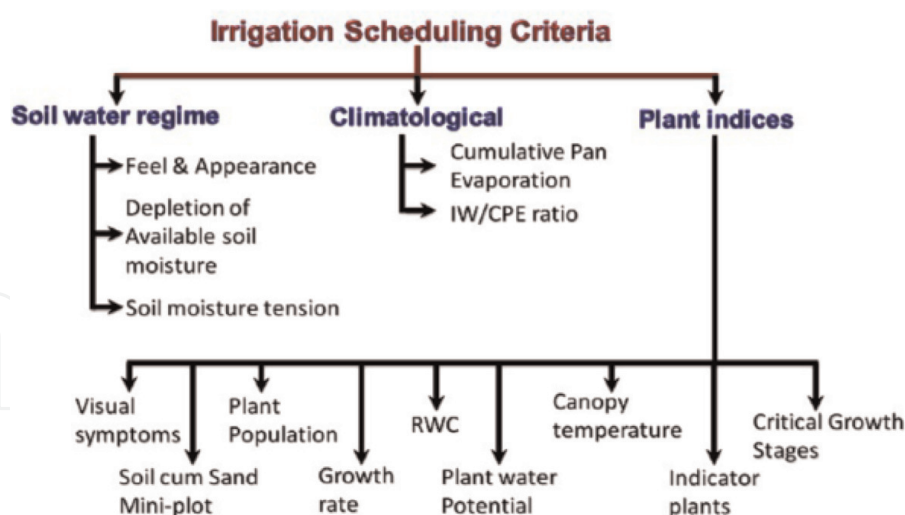 Irrigation Scheduling Criteria
Soil water regime
Feel & Appearance
Depletion of
Available soil
moisture
Soil moisture tension
Climatological
Cumulative Pan
Evaporation
IW/CPE ratio
Plant indices
Visual
symptoms
Soil cum Sand
Mini-plot
Plant
Population
Growth
rate
RWC
Plant water
Potential
Canopy
temperature
Indicator
plants
Critical Growth
Stages